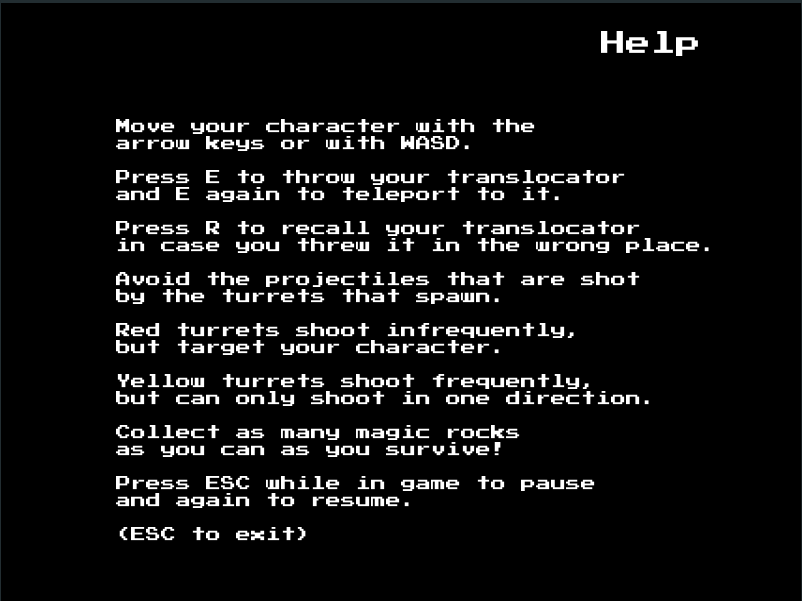 Help
Move your character with the
arrow keys or with WASD.
Press E to throw your translocator
and E again to teleport to it.
Press R to recall your translocator
in case you threw it in the wrong place.
Avoid the projectiles that are shot
by the turrets that spawn.
Red turrets shoot infrequently,
but target your character.
Yellow turrets shoot frequently,
but can only shoot in one direction.
Collect as many magic rocks
as you can as you survive!
Press ESC while in game to pause
and again to resume.
(ESC to exit)